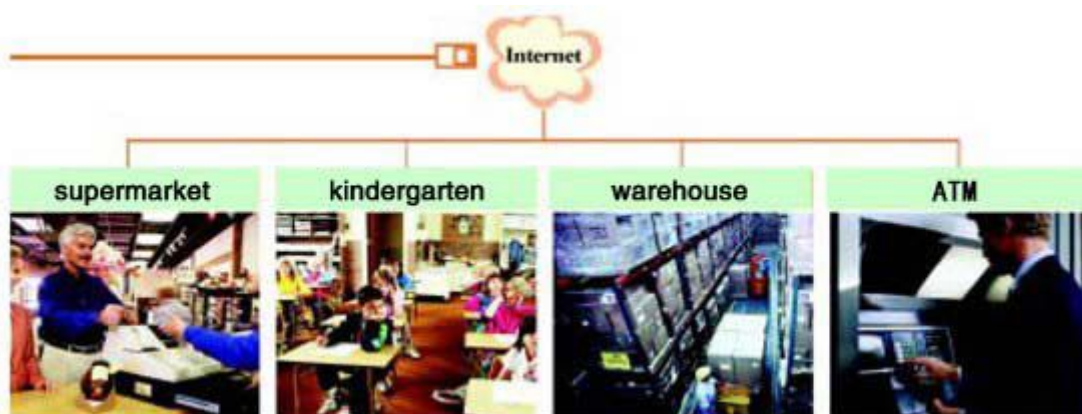 Internet
supermarket
kindergarten
warehouse
ATM